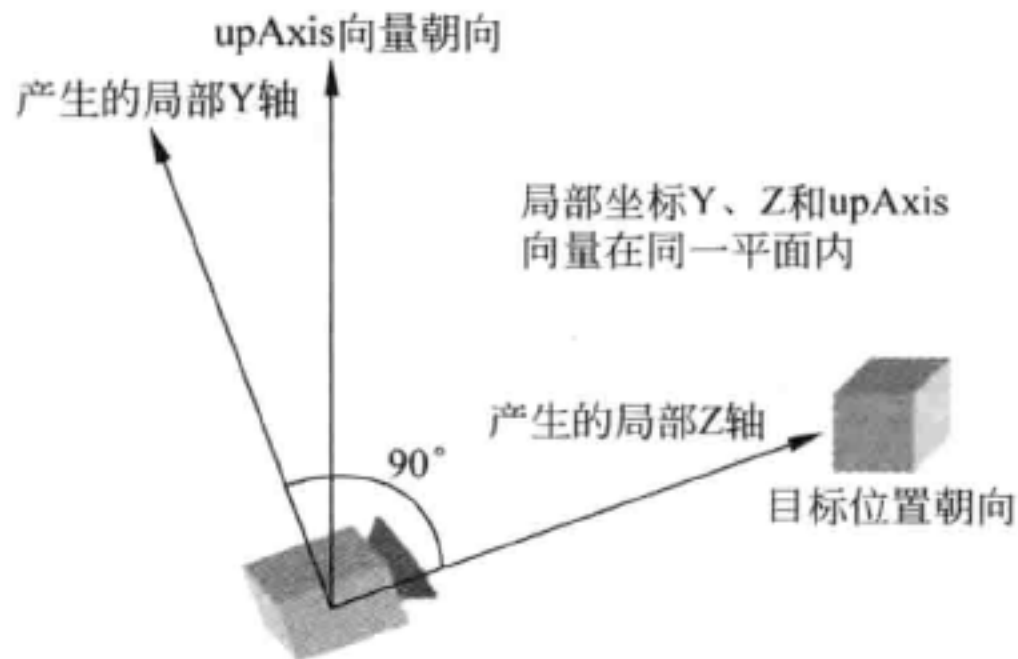 upAxis向量朝向
产生的局部Y轴
局部坐标Y、Z和upAxis
向量在同一平面内
产生的局部Z轴
90°
目标位置朝向